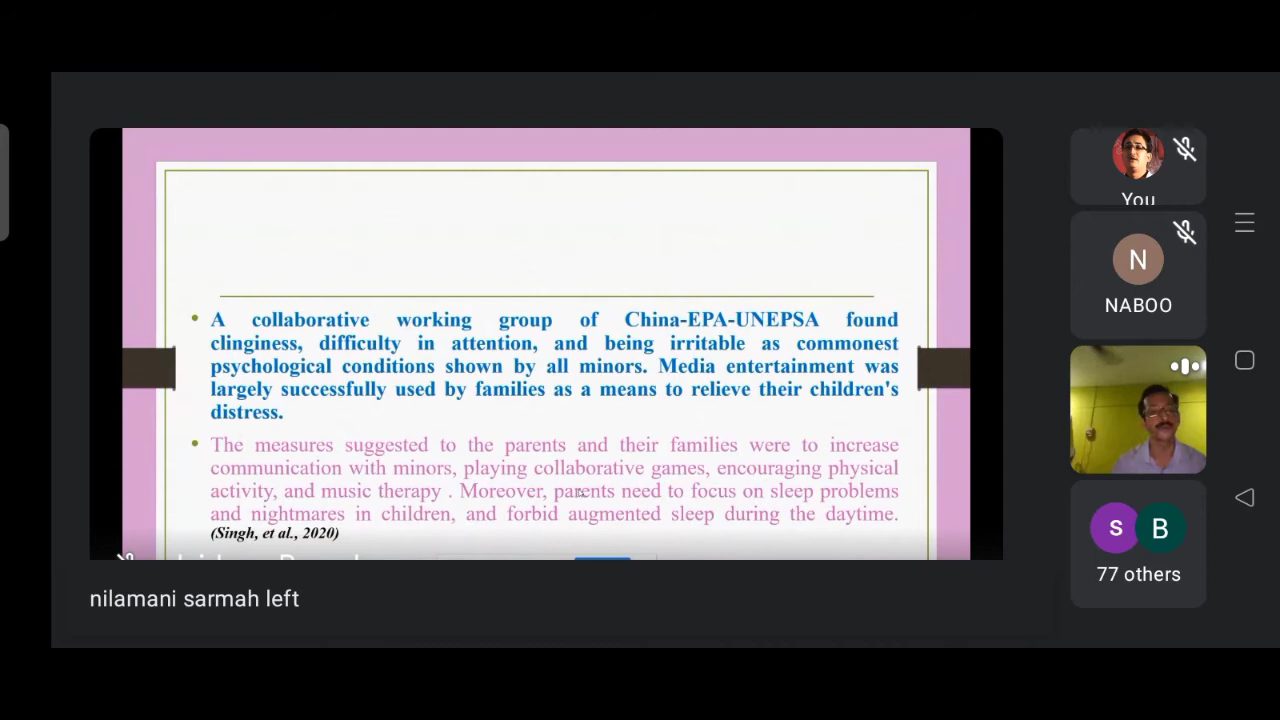 A collaborative working group of China-EPA-UNEPSA found
clinginess, difficulty in attention, and being irritable as commonest
psychological conditions shown by all minors. Media entertainment was
largely successfully used by families as a means to relieve their children's
distress.
The measures suggested to the parents and their families were to increase
communication with minors, playing collaborative games, encouraging physical
activity, and music therapy . Moreover, parents need to focus on sleep problems
and nightmares in children, and forbid augmented sleep during the daytime.
(Singh, et al., 2020)
nilamani sarmah left
You
N
NABOO
S B
77 others